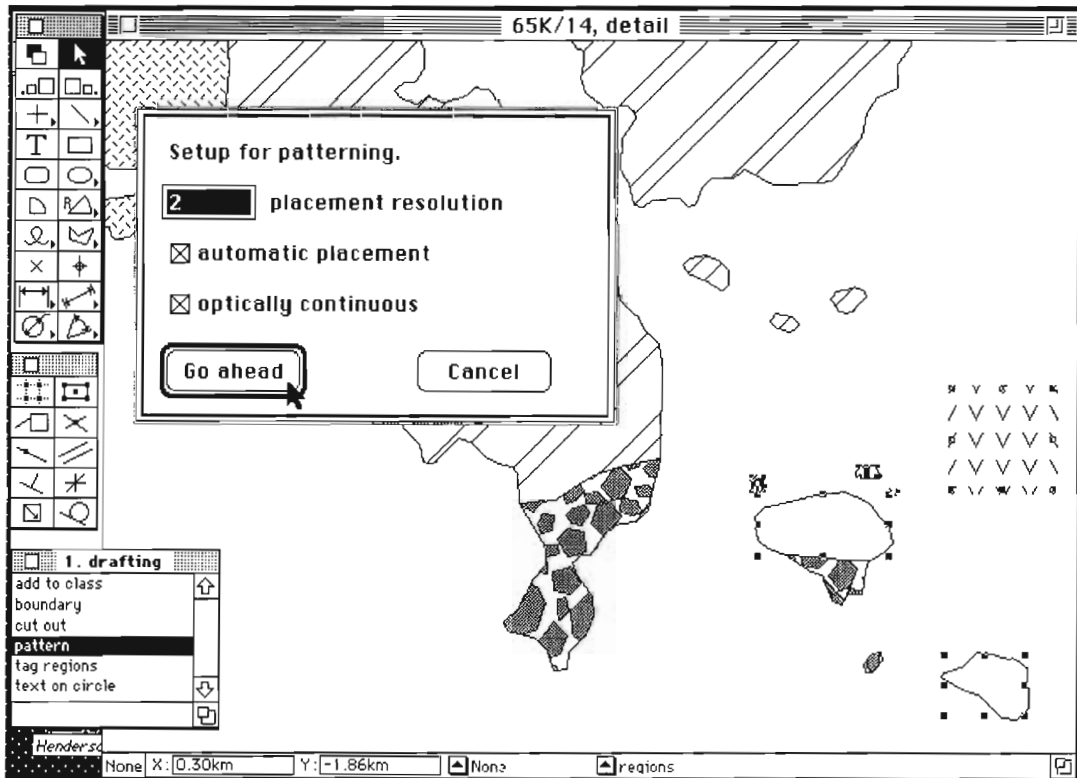 65K/14, detail
T
R
Setup for patterning.
2 placement resolution
automatic placement
optically continuous
Go ahead
Cancel
1. drafting
add to class
boundary
cut out
pattern
tag regions
text on circle
Hendersc
None X: 0.30km Y: -1.86km None regions